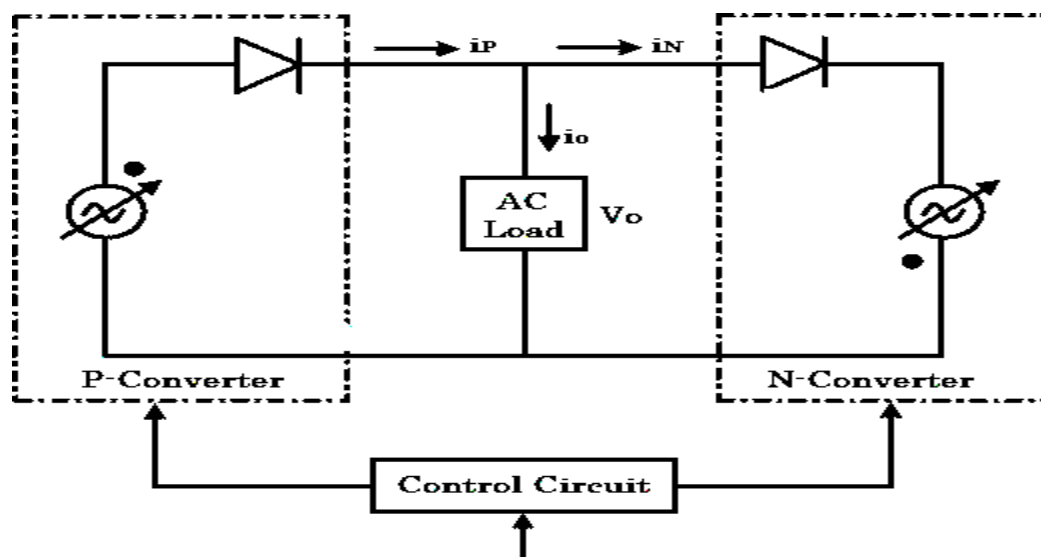 iP
iN
io
AC
Load
Vo
P-Converter
N-Converter
Control Circuit